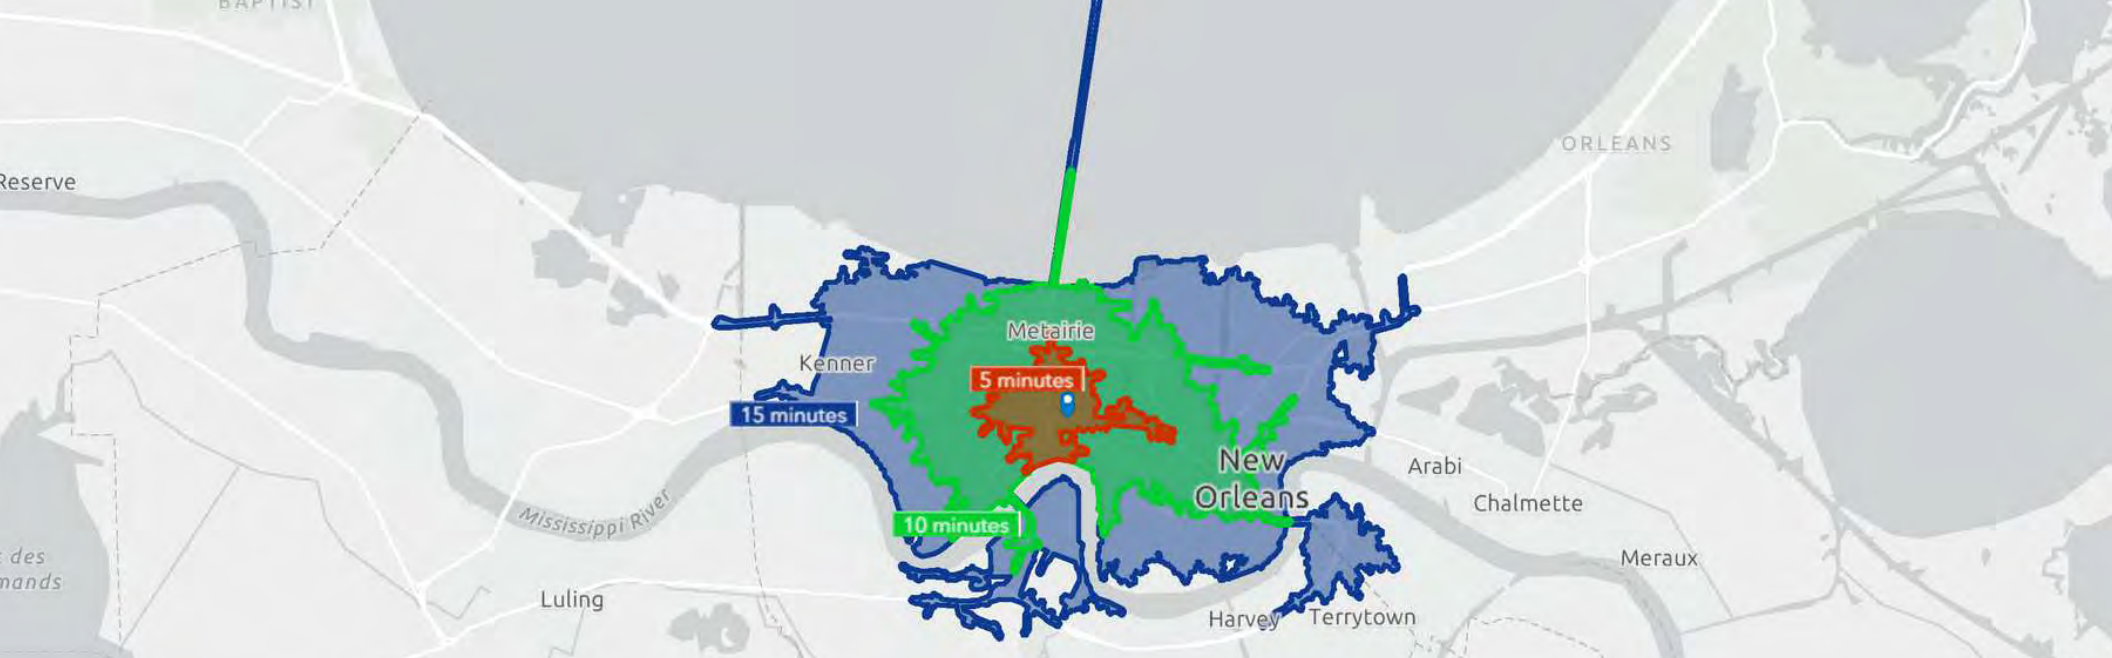 BAPTIST
ORLEANS
Reserve
Metairie
Kenner
5 minutes
15 minutes
New
Orleans
Arabi
Chalmette
Mississippi River
10 minutes
des
mands
Meraux
Luling
Harvey
Terrytown